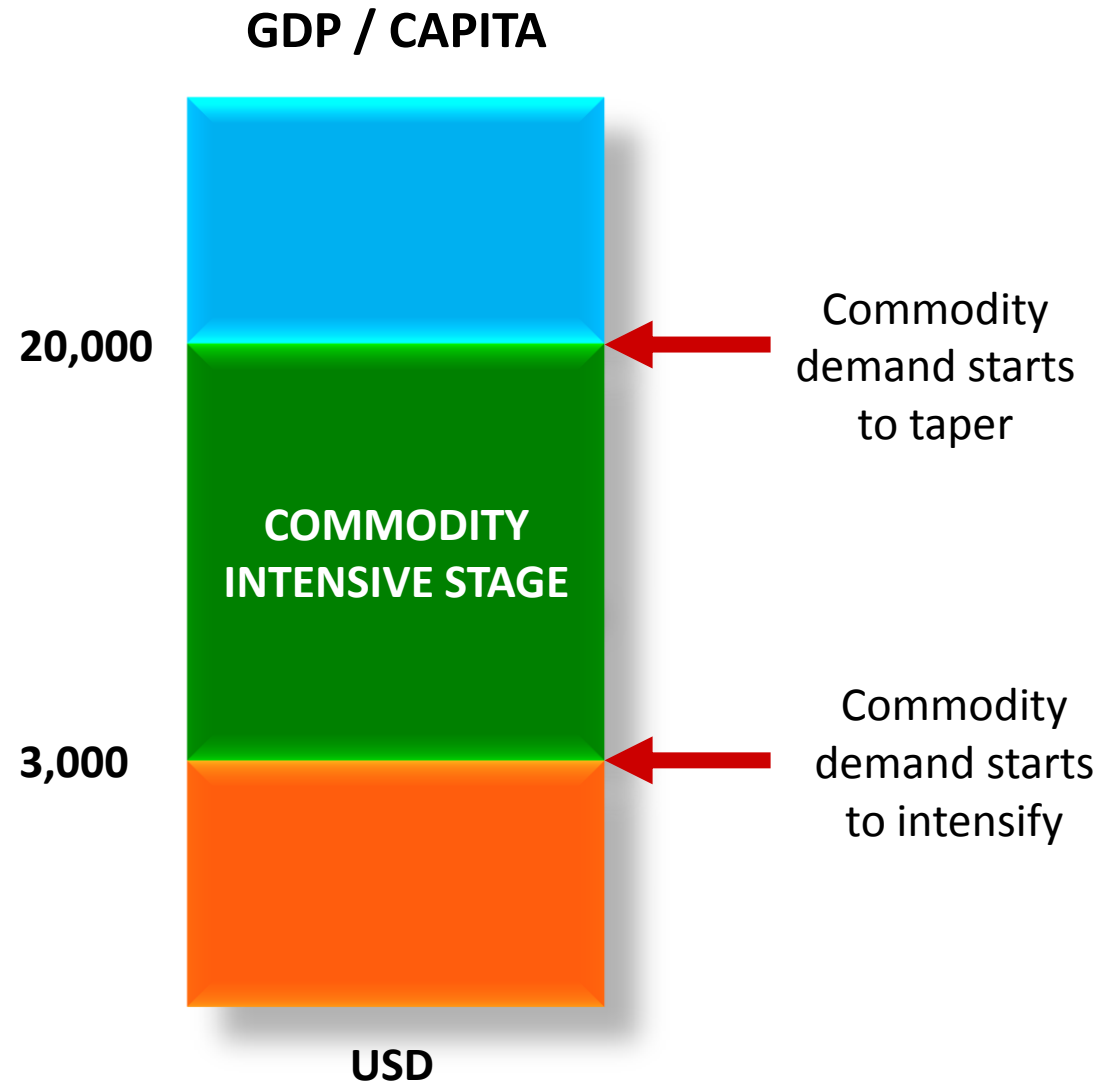 GDP / CAPITA
20,000
Commodity
demand starts
to taper
COMMODITY
INTENSIVE STAGE
3,000
Commodity
demand starts
to intensify
USD